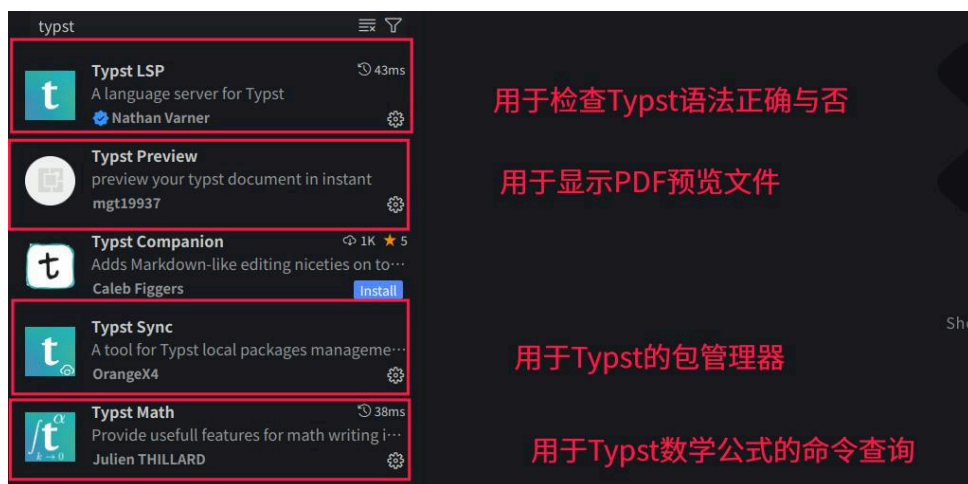 typst
Typst LSP 43ms
A language server for Typst
Nathan Varner
用于检查Typst语法正确与否
Typst Preview
preview your typst document in instant
mgt19937
用于显示PDF预览文件
Typst Companion 1K ★ 5
Adds Markdown-like editing niceties on to···
Caleb Figgers Install
Typst Sync
A tool for Typst local packages manageme···
OrangeX4
用于Typst的包管理器
Sho
Typst Math 38ms
Provide usefull features for math writing i···
Julien THILLARD
用于Typst数学公式的命令查询